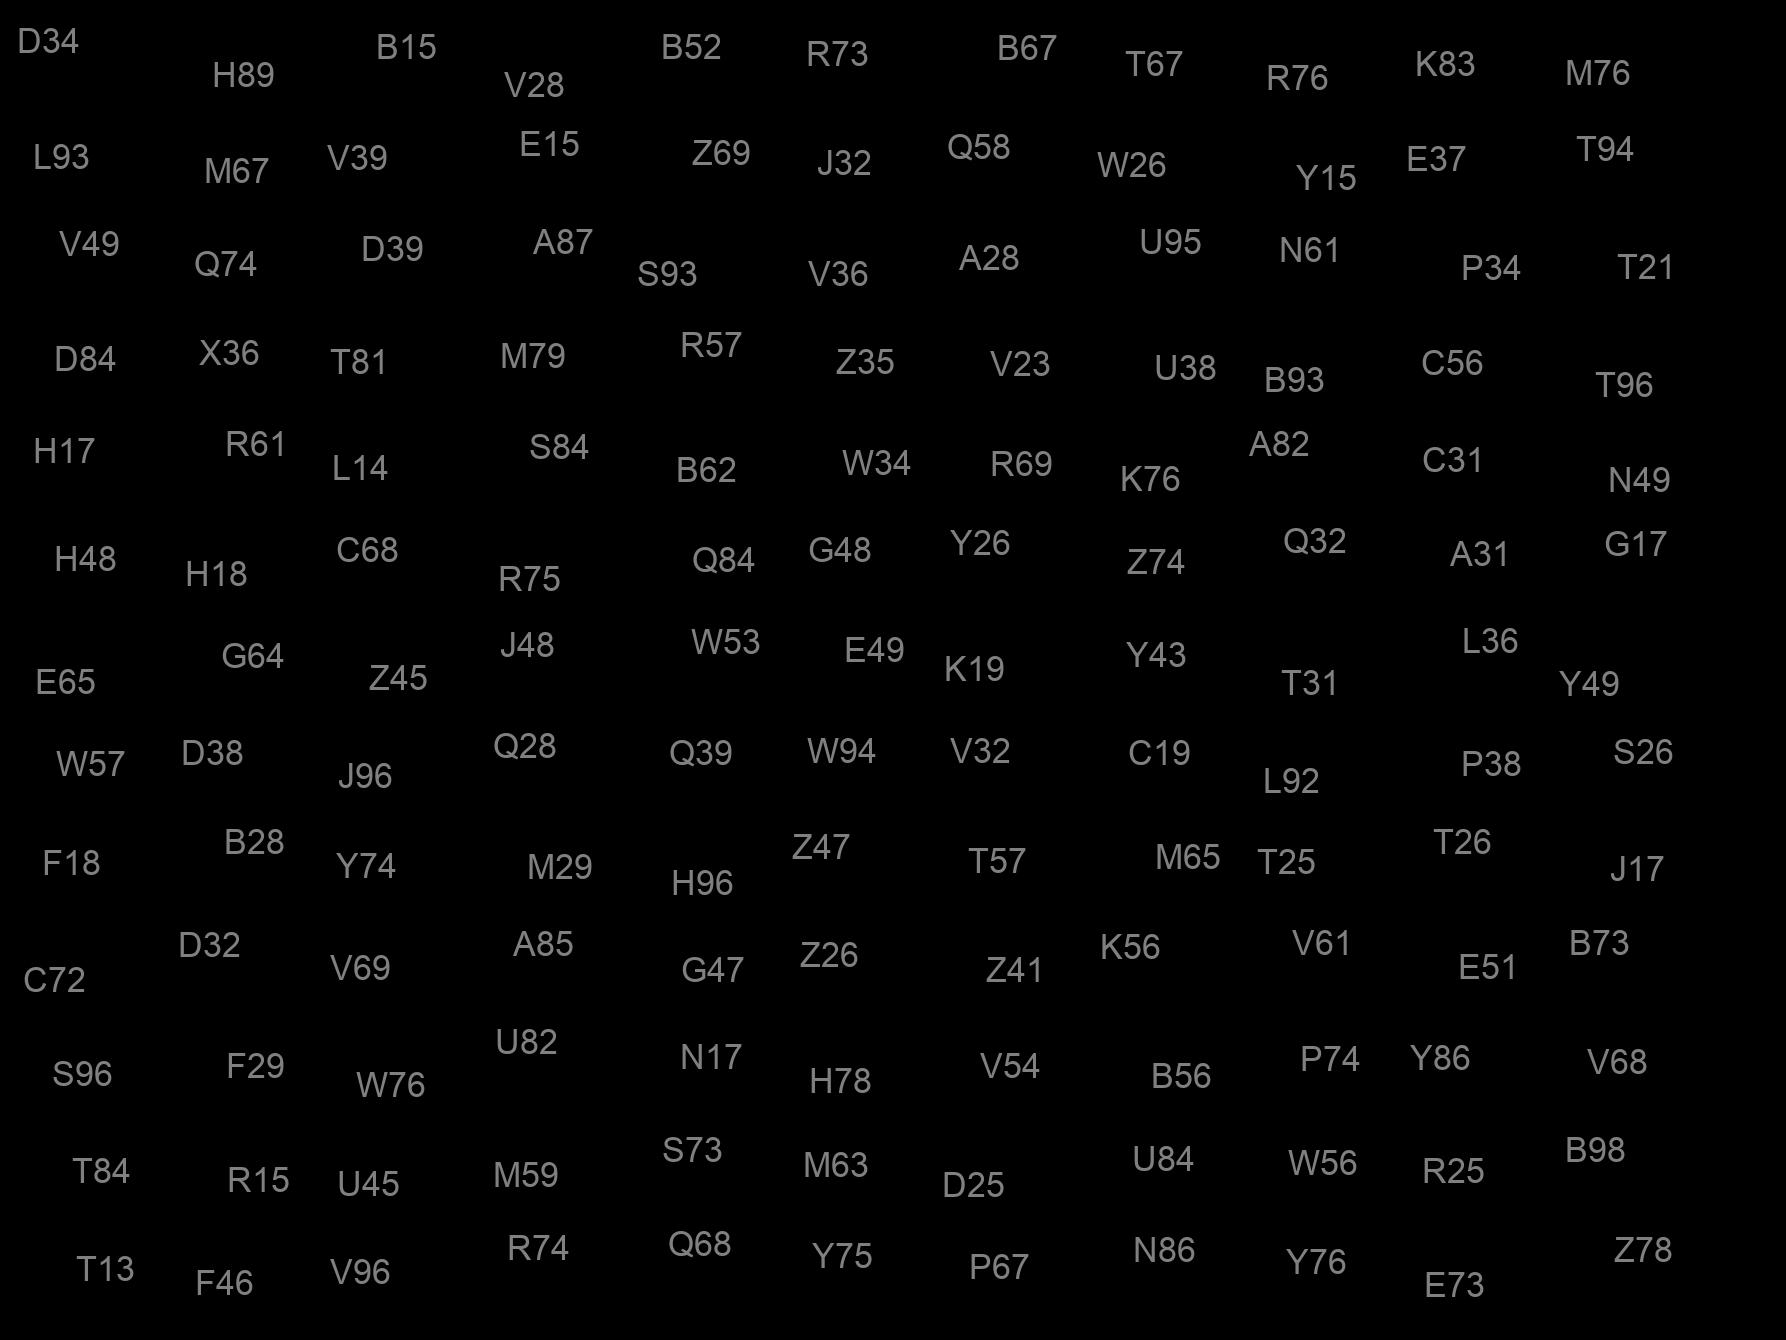 D34 H89 B15 V28 B52 R73 B67 T67 R76 K83 M76
L93 M67 V39 E15 Z69 J32 Q58 W26 Y15 E37 T94
V49 Q74 D39 A87 S93 V36 A28 U95 N61 P34 T21
D84 X36 T81 M79 R57 Z35 V23 U38 B93 C56 T96
H17 R61 L14 S84 B62 W34 R69 K76 A82 C31 N49
H48 H18 C68 R75 Q84 G48 Y26 Z74 Q32 A31 G17
E65 G64 Z45 J48 W53 E49 K19 Y43 T31 L36 Y49
W57 D38 J96 Q28 Q39 W94 V32 C19 L92 P38 S26
F18 B28 Y74 M29 H96 Z47 T57 M65 T25 T26 J17
C72 D32 V69 A85 G47 Z26 Z41 K56 V61 E51 B73
S96 F29 W76 U82 N17 H78 V54 B56 P74 Y86 V68
T84 R15 U45 M59 S73 M63 D25 U84 W56 R25 B98
T13 F46 V96 R74 Q68 Y75 P67 N86 Y76 E73 Z78